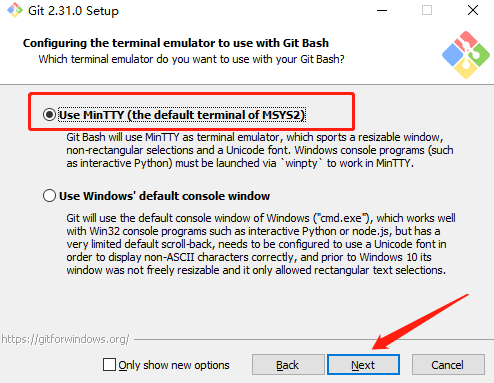 Git 2.31.0 Setup
Configuring the terminal emulator to use with Git Bash
Which terminal emulator do you want to use with your Git Bash?
Use MinTTY (the default terminal of MSYS2)
Git Bash will use MinTTY as terminal emulator, which sports a resizable window,
non-rectangular selections and a Unicode font. Windows console programs (such
as interactive Python) must be launched via `winpty` to work in MinTTY.
Use Windows' default console window
Git will use the default console window of Windows ("cmd.exe"), which works well
with Win32 console programs such as interactive Python or node.js, but has a
very limited default scroll-back, needs to be configured to use a Unicode font in
order to display non-ASCII characters correctly, and prior to Windows 10 its
window was not freely resizable and it only allowed rectangular text selections.
https://gitforwindows.org/
Only show new options
Back
Next
Cancel